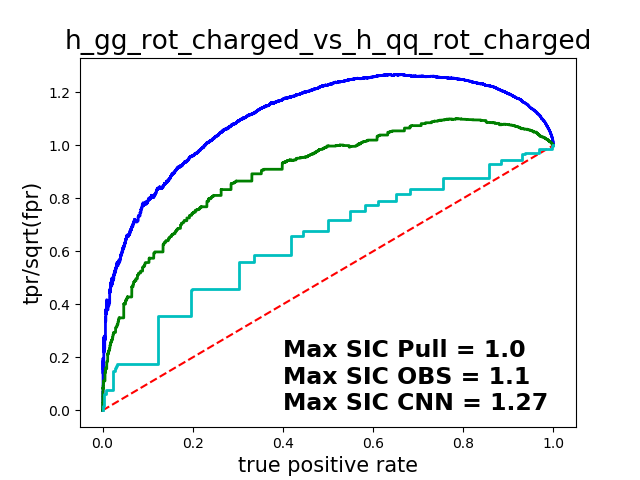 h_gg_rot_charged_vs_h_qq_rot_charged
tpr/sqrt(fpr)
1.2
1.0
0.8
0.6
0.4
0.2
0.0
Max SIC Pull = 1.0
Max SIC OBS = 1.1
Max SIC CNN = 1.27
0.0 0.2 0.4 0.6 0.8 1.0
true positive rate